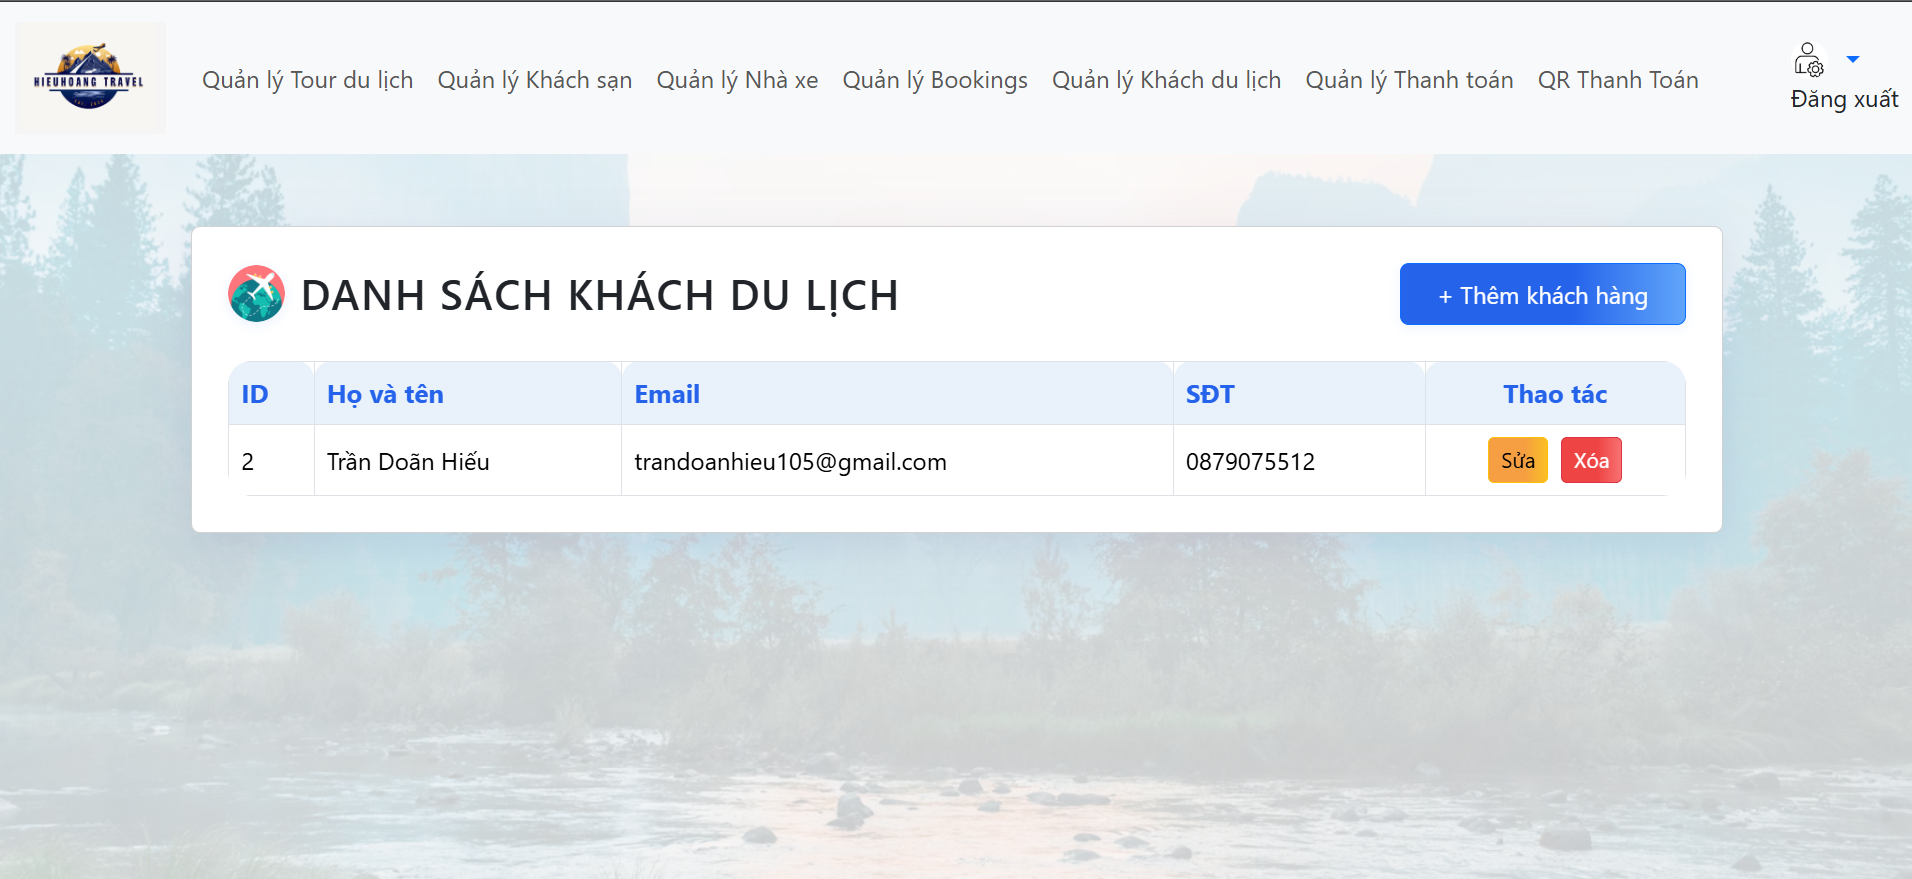 HIEUHOANG TRAVEL
Quản lý Tour du lịch Quản lý Khách sạn Quản lý Nhà xe Quản lý Bookings Quản lý Khách du lịch Quản lý Thanh toán QR Thanh Toán
Đăng xuất
DANH SÁCH KHÁCH DU LỊCH
+ Thêm khách hàng
ID Họ và tên Email SĐT Thao tác
2 Trần Doãn Hiếu trandoanhieu105@gmail.com 0879075512 Sửa Xóa